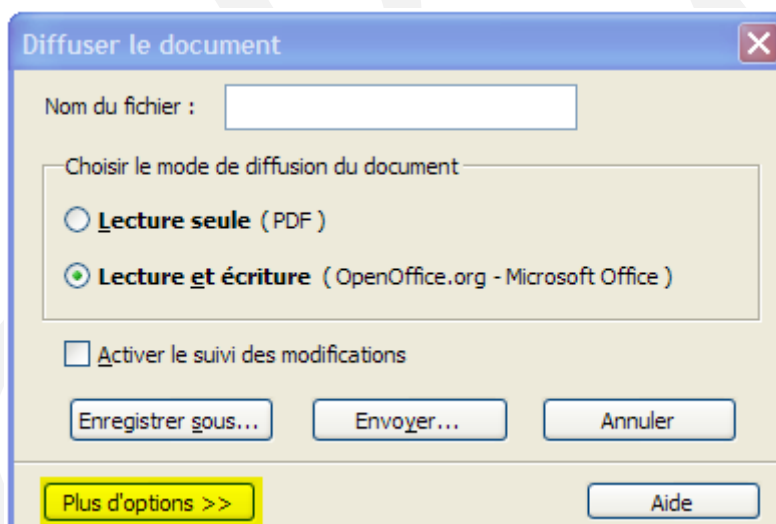 Diffuser le document
Nom du fichier :
Choisir le mode de diffusion du document
Lecture seule ( PDF )
Lecture et écriture ( OpenOffice.org - Microsoft Office )
Activer le suivi des modifications
Enregistrer sous... Envoyer... Annuler
Plus d'options >> Aide